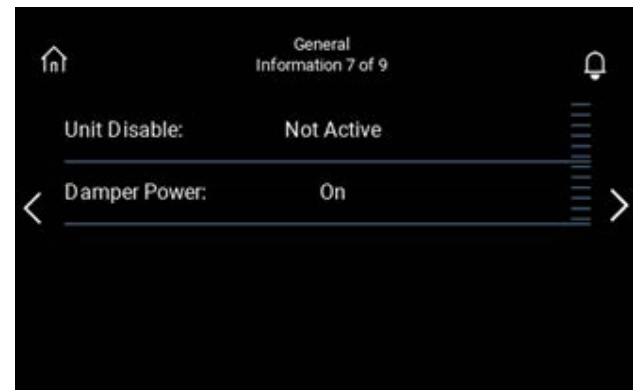 General
Information 7 of 9
Unit Disable: Not Active
Damper Power: On